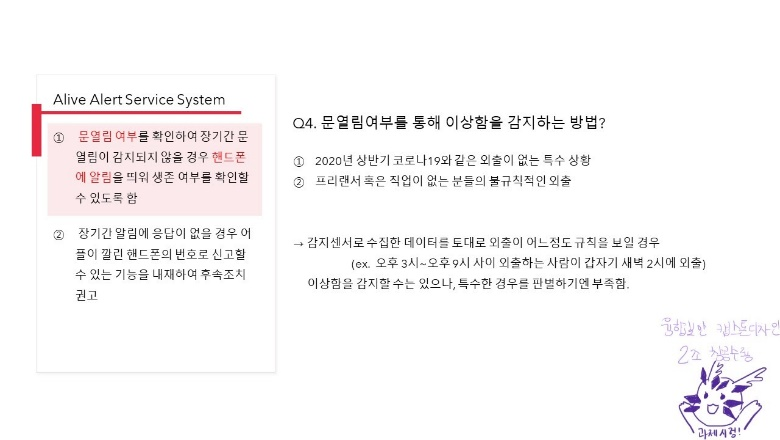 Alive Alert Service System
① 문열림 여부를 확인하여 장기간 문
열림이 감지되지 않을 경우 핸드폰
에 알림을 띄워 생존 여부를 확인할
수 있도록 함
② 장기간 알림에 응답이 없을 경우 어
플이 깔린 핸드폰의 번호로 신고할
수 있는 기능을 내재하여 후속조치
권고
Q4. 문열림여부를 통해 이상함을 감지하는 방법?
① 2020년 상반기 코로나19와 같은 외출이 없는 특수 상황
② 프리랜서 혹은 직업이 없는 분들의 불규칙적인 외출
→ 감지센서로 수집한 데이터를 토대로 외출이 어느정도 규칙을 보일 경우
(ex. 오후 3시~오후 9시 사이 외출하는 사람이 갑자기 새벽 2시에 외출)
이상함을 감지할 수는 있으나, 특수한 경우를 판별하기엔 부족함.
융합보안 캡스톤디자인
2조
과제시러!